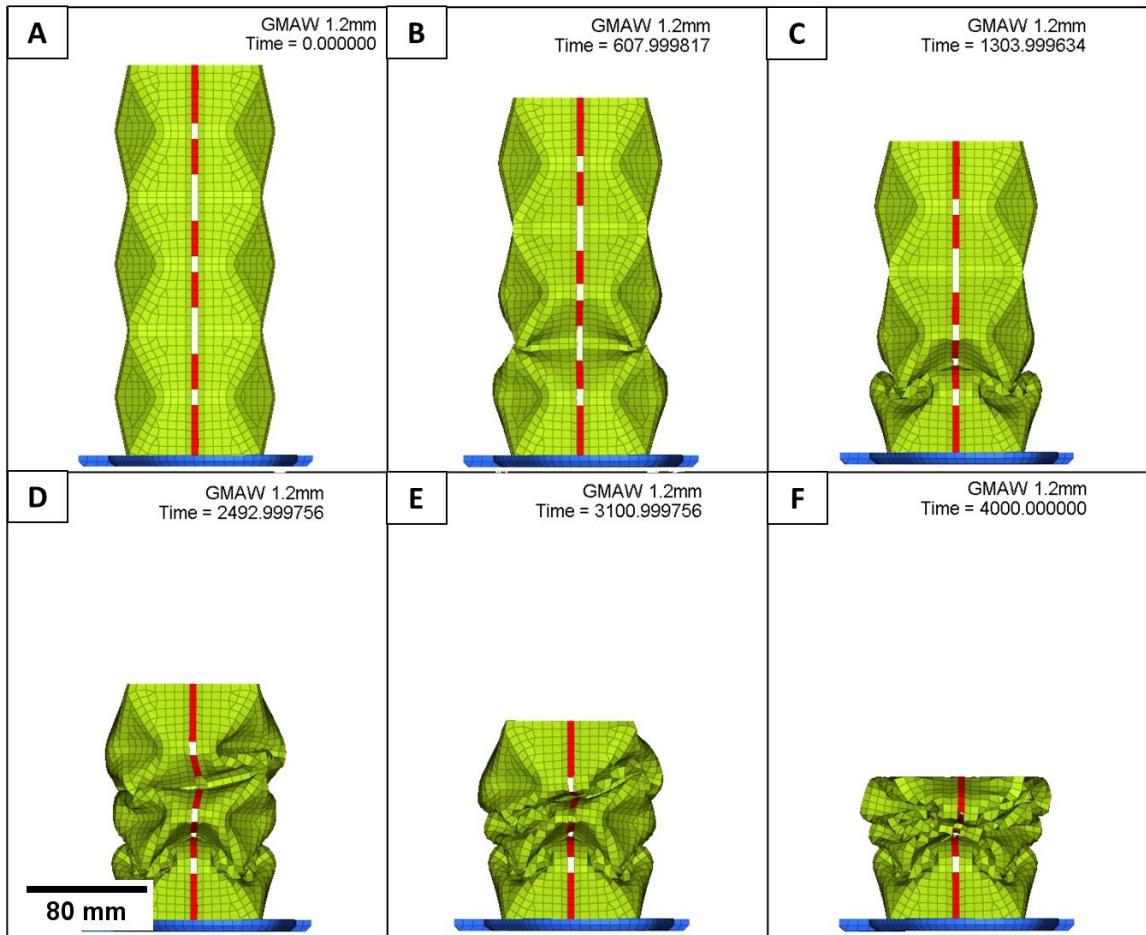 A
GMAW 1.2mm
Time = 0.000000
B
GMAW 1.2mm
Time = 607.999817
C
GMAW 1.2mm
Time = 1303.999634
D
GMAW 1.2mm
Time = 2492.999756
E
GMAW 1.2mm
Time = 3100.999756
F
GMAW 1.2mm
Time = 4000.000000
80 mm